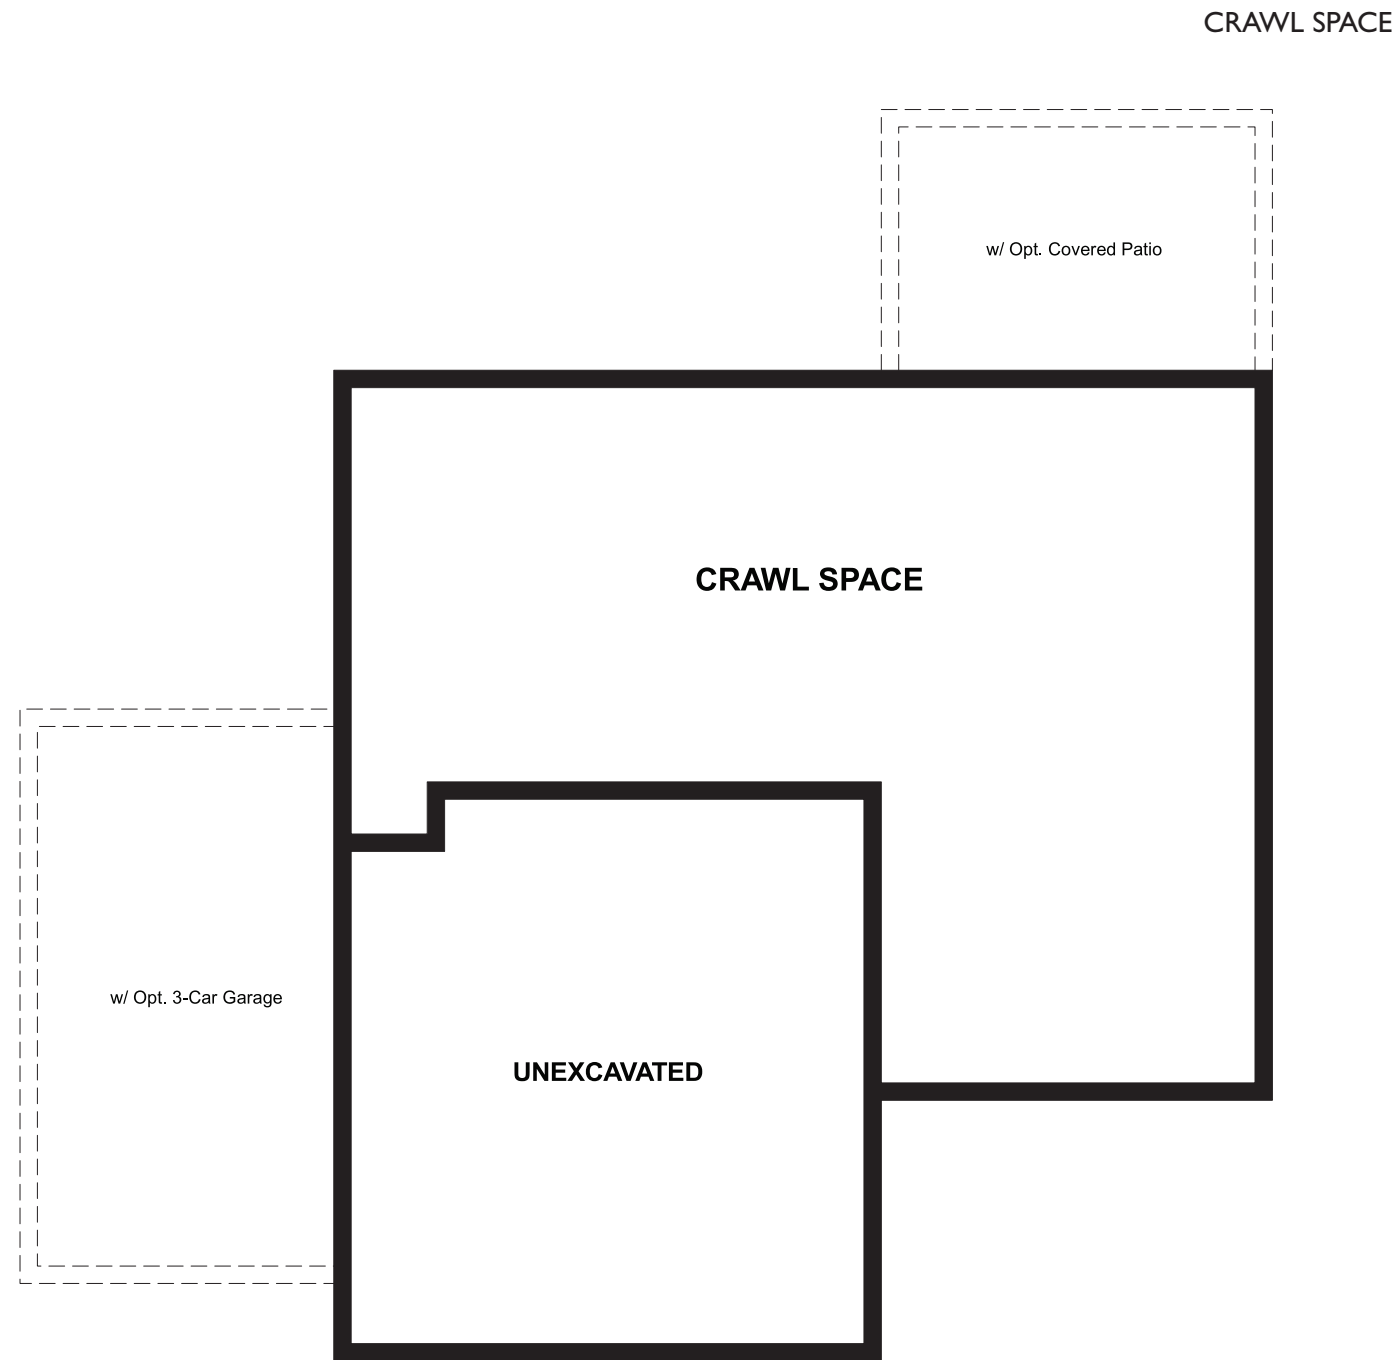 CRAWL SPACE
w/ Opt. Covered Patio
CRAWL SPACE
w/ Opt. 3-Car Garage
UNEXCAVATED